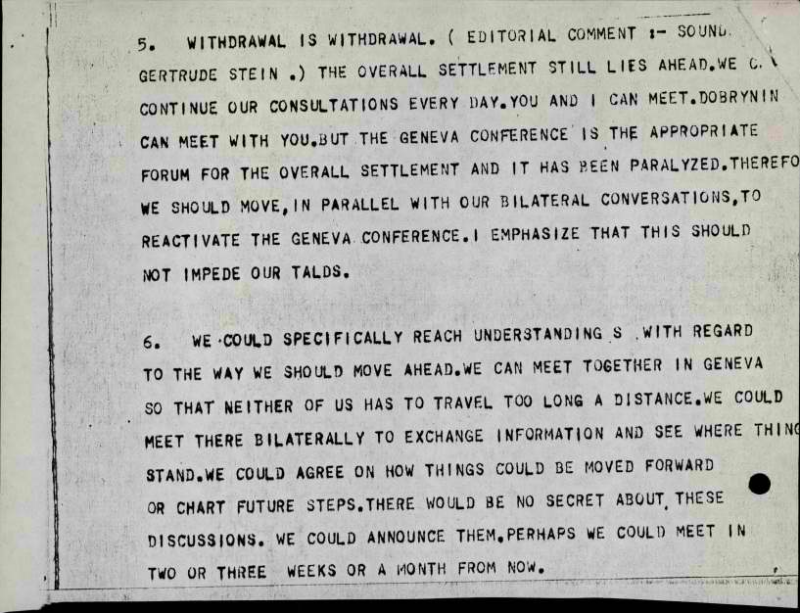 5. WITHDRAWAL IS WITHDRAWAL. ( EDITORIAL COMMENT :- SOUND
GERTRUDE STEIN .) THE OVERALL SETTLEMENT STILL LIES AHEAD.WE
CONTINUE OUR CONSULTATIONS EVERY DAY.YOU AND I CAN MEET.DOBRYNIN
CAN MEET WITH YOU.BUT THE GENEVA CONFERENCE IS THE APPROPRIATE
FORUM FOR THE OVERALL SETTLEMENT AND IT HAS BEEN PARALYZED.THEREFO
WE SHOULD MOVE,IN PARALLEL WITH OUR BILATERAL CONVERSATIONS,TO
REACTIVATE THE GENEVA CONFERENCE.I EMPHASIZE THAT THIS SHOULD
NOT IMPEDE OUR TALDS.
6. WE COULD SPECIFICALLY REACH UNDERSTANDING S .WITH REGARD
TO THE WAY WE SHOULD MOVE AHEAD.WE CAN MEET TOGETHER IN GENEVA
SO THAT NEITHER OF US HAS TO TRAVEL TOO LONG A DISTANCE.WE COULD
MEET THERE BILATERALLY TO EXCHANGE INFORMATION AND SEE WHERE THING
STAND.WE COULD AGREE ON HOW THINGS COULD BE MOVED FORWARD
OR CHART FUTURE STEPS.THERE WOULD BE NO SECRET ABOUT THESE
DISCUSSIONS. WE COULD ANNOUNCE THEM.PERHAPS WE COULD MEET IN
TWO OR THREE WEEKS OR A MONTH FROM NOW.